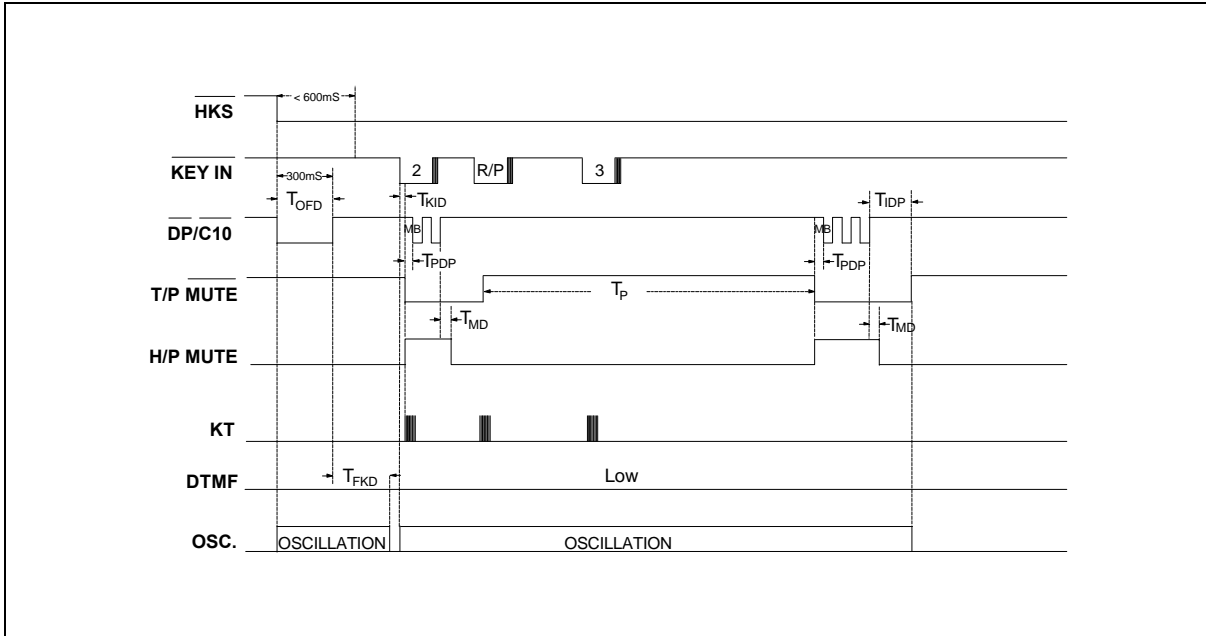 < 600mS
HKS
KEY IN
2
R/P
3
300mS
TOFD
TKID
TIDP
DP/C10
MB
MB
TPDP
TPDP
T/P MUTE
TP
TMD
TMD
H/P MUTE
KT
TFKD
Low
DTMF
OSC.
OSCILLATION
OSCILLATION